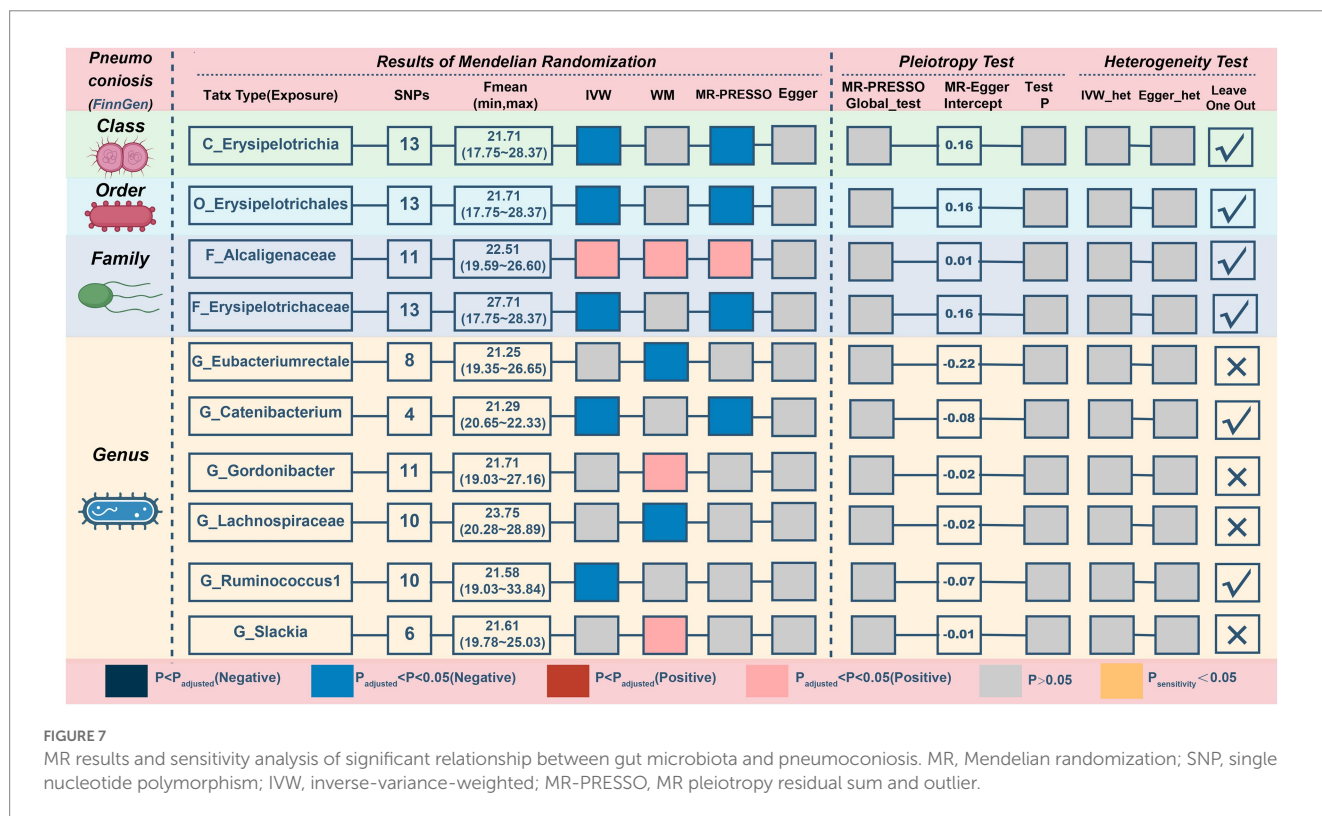 Pneumo
coniosis
(FinnGen)
Results of Mendelian Randomization
Pleiotropy Test
Heterogeneity Test
Tatx Type(Exposure)
SNPs
Fmean
(min,max)
IVW
WM
MR-PRESSO
Egger
MR-PRESSO
Global_test
MR-Egger
Intercept
Test
P
IVW_het
Egger_het
Leave
One Out
Class
C_Erysipelotrichia
13
21.71
(17.75~28.37)
0.16
Order
O_Erysipelotrichales
13
21.71
(17.75~28.37)
0.16
Family
F_Alcaligenaceae
11
22.51
(19.59~26.60)
0.01
F_Erysipelotrichaceae
13
27.71
(17.75~28.37)
0.16
Genus
G_Eubacteriumrectale
8
21.25
(19.35~26.65)
-0.22
G_Catenibacterium
4
21.29
(20.65~22.33)
-0.08
G_Gordonibacter
11
21.71
(19.03~27.16)
-0.02
G_Lachnospiraceae
10
23.75
(20.28~28.89)
-0.02
G_Ruminococcus1
10
21.58
(19.03~33.84)
-0.07
G_Slackia
6
21.61
(19.78~25.03)
-0.01
P<Padjusted(Negative)
Padjusted<P<0.05(Negative)
P<Padjusted(Positive)
Padjusted<P<0.05(Positive)
P>0.05
Psensitivity<0.05
FIGURE 7
MR results and sensitivity analysis of significant relationship between gut microbiota and pneumoconiosis. MR, Mendelian randomization; SNP, single
nucleotide polymorphism; IVW, inverse-variance-weighted; MR-PRESSO, MR pleiotropy residual sum and outlier.